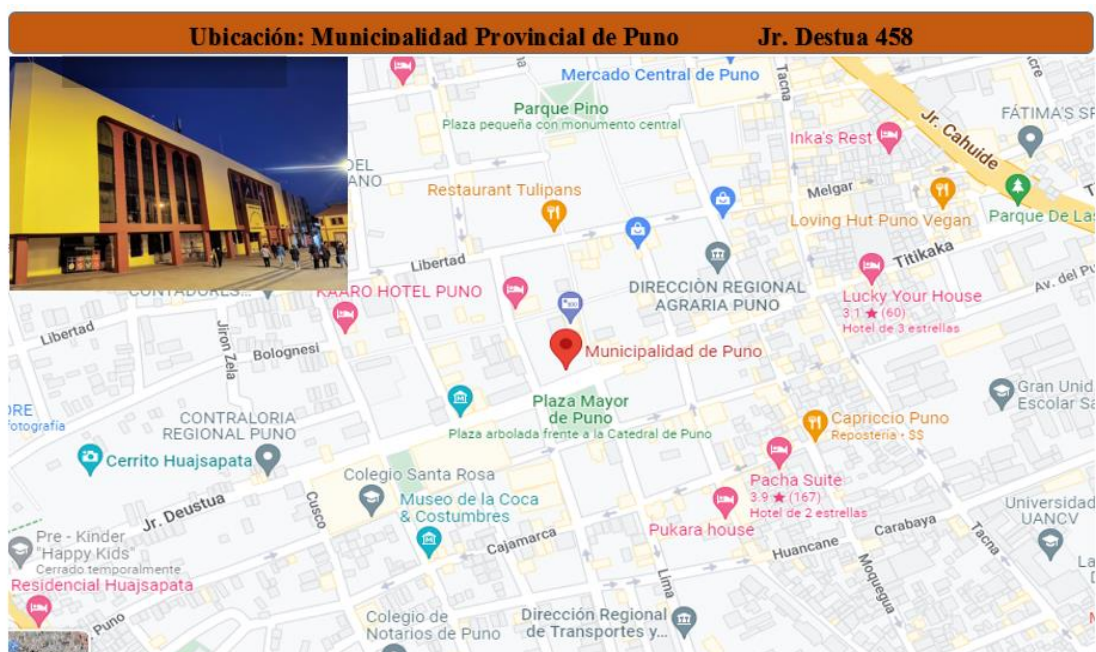 Ubicación: Municipalidad Provincial de Puno Jr. Destua 458
Mercado Central de Puno
Tacna
Parque Pino
Plaza pequeña con monumento central
Jr. Cahuide
FÁTIMA'S
Inka's Rest
DEL
Restaurant Tulipans
Melgar
Loving Hut Puno Vegan
Parque De Las
Titikaka
Libertad
DIRECCIÓN REGIONAL
AGRARIA PUNO
Av. del
KAARO HOTEL PUNO
Lucky Your House
3.1 ★ (60)
Hotel de 3 estrellas
Libertad
Jiron Zela
Bolognesi
Municipalidad de Puno
Plaza Mayor
de Puno
Plaza arbolada frente a la Catedral de Puno
Gran Unid
Escolar
fotografía
CONTRALORIA
REGIONAL PUNO
Capriccio Puno
Repostería · $$
Cerrito Huajsapata
Colegio Santa Rosa
Pacha Suite
3.9 ★ (167)
Hotel de 2 estrellas
Jr. Deustua
Cusco
Museo de la Coca
& Costumbres
Pukara house
Universidad
UANCV
Pre - Kinder
"Happy Kids"
Cerrado temporalmente
Cajamarca
Carabaya
Tacna
Huancane
Residencial Huajsapata
Lima
Moquegua
Puno
Colegio de
Notarios de Puno
Dirección Regional
de Transportes y...